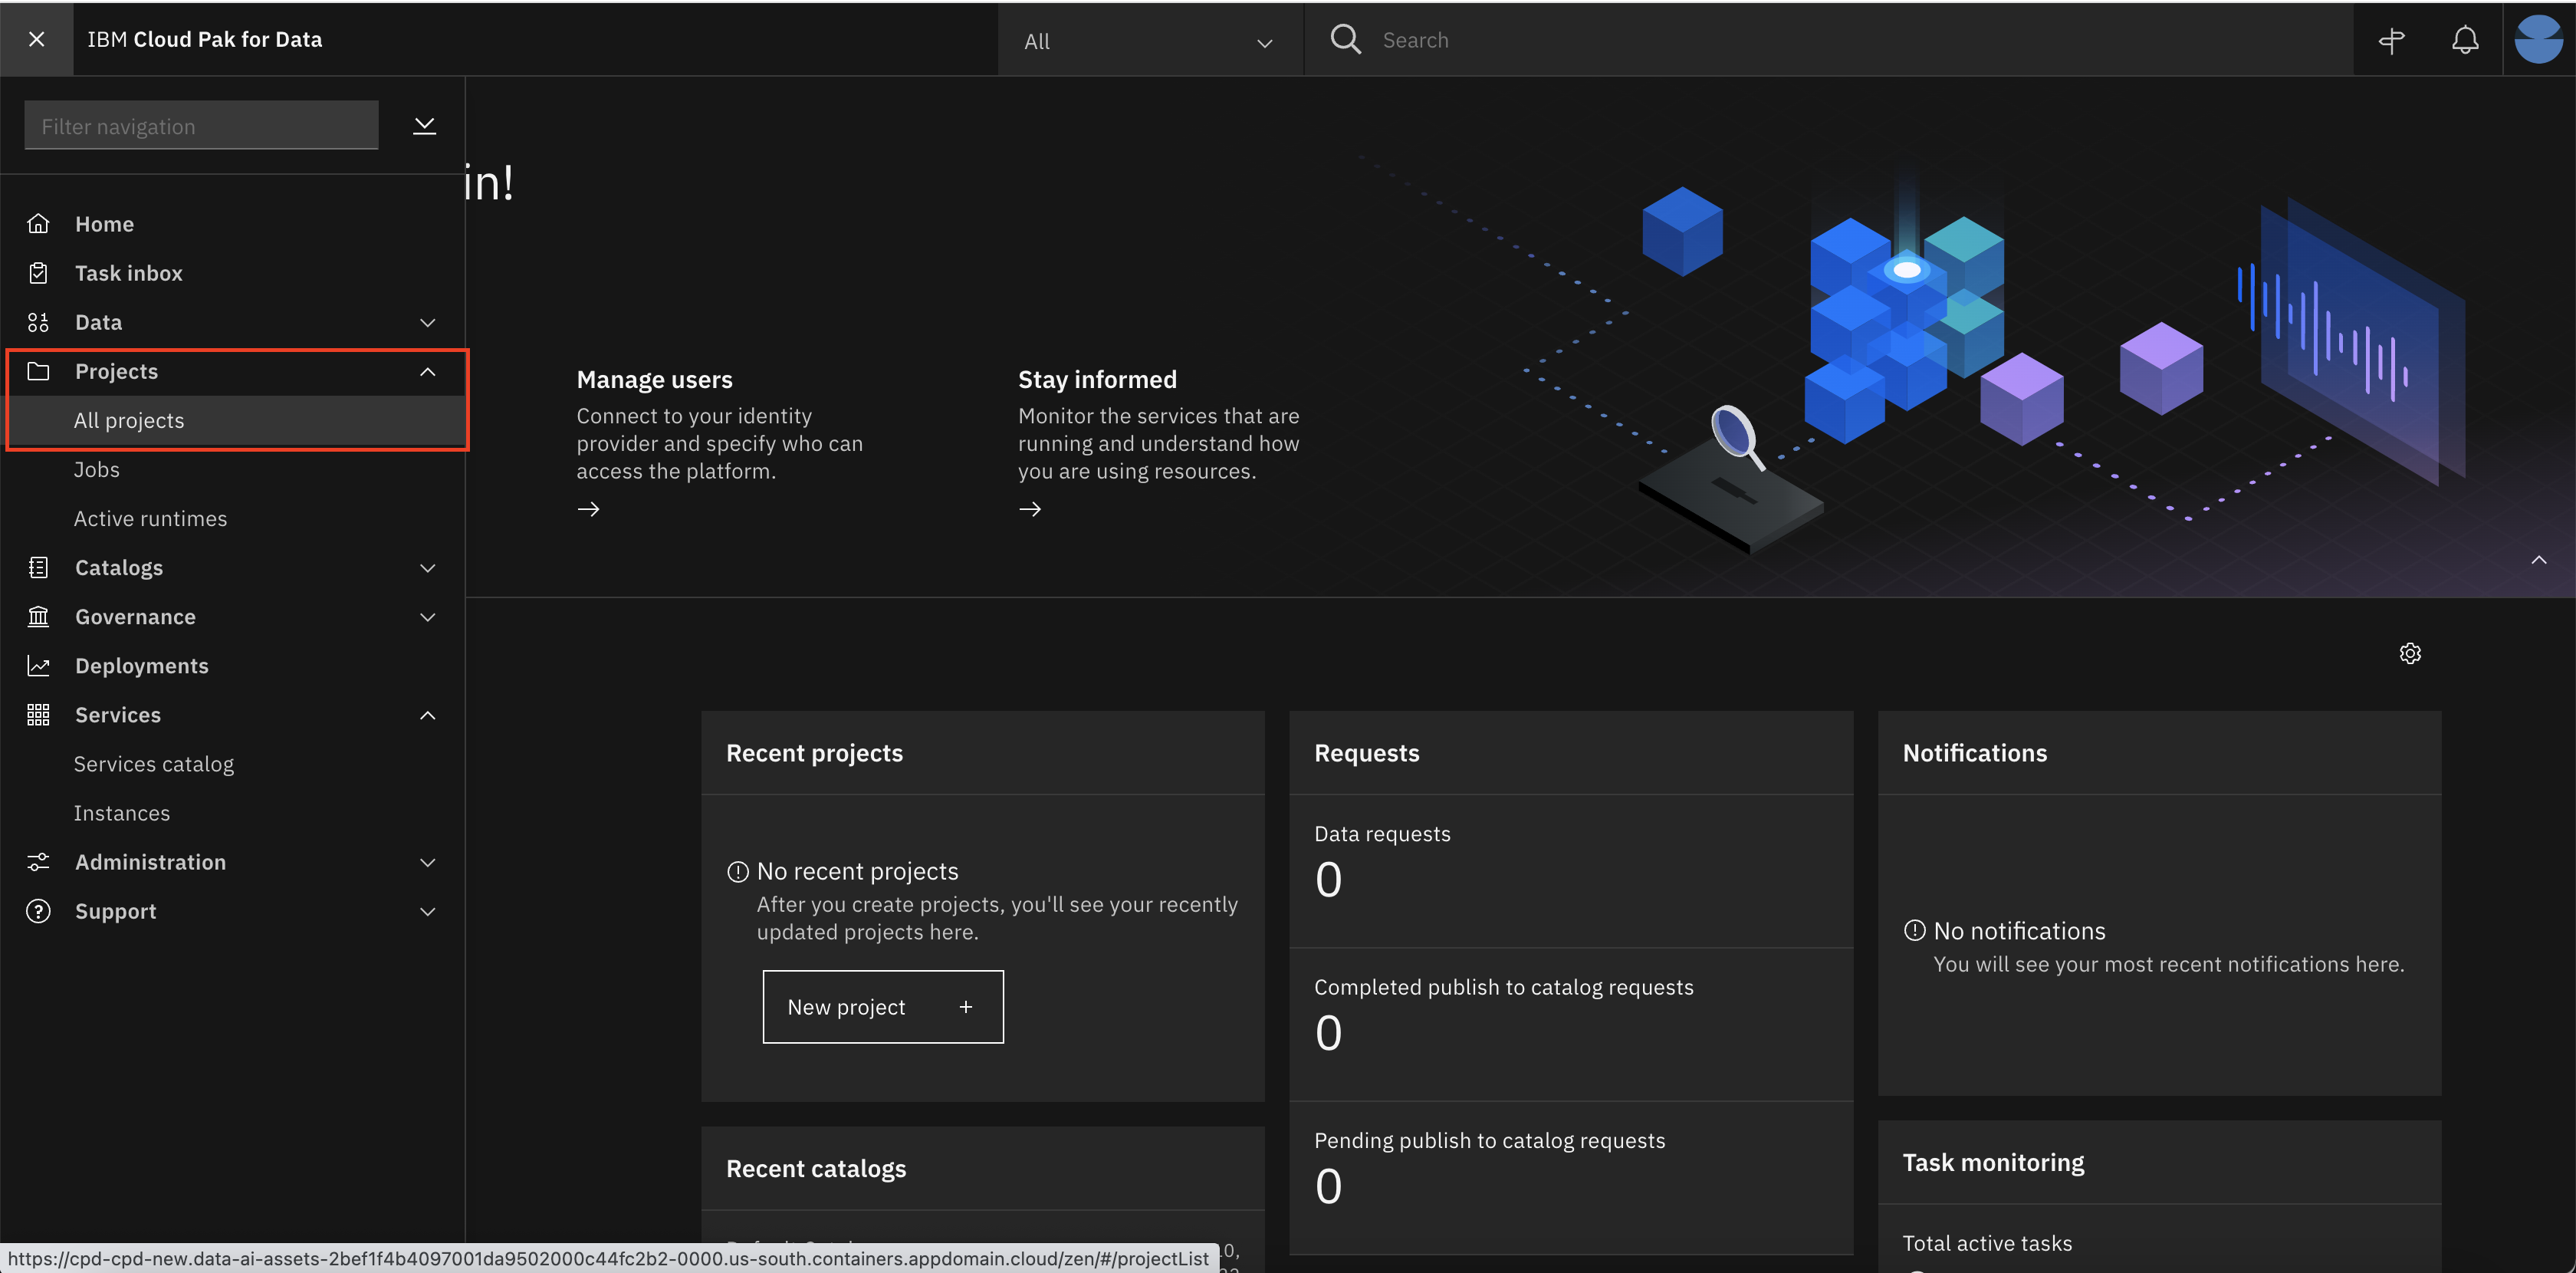 IBM Cloud Pak for Data
All
Search
Filter navigation
in!
Home
Task inbox
Data
Projects
All projects
Jobs
Active runtimes
Catalogs
Governance
Deployments
Services
Services catalog
Instances
Administration
Support
Manage users
Connect to your identity
provider and specify who can
access the platform.
Stay informed
Monitor the services that are
running and understand how
you are using resources.
Recent projects
No recent projects
After you create projects, you'll see your recently
updated projects here.
New project
Recent catalogs
Requests
Data requests
0
Completed publish to catalog requests
0
Pending publish to catalog requests
0
Notifications
No notifications
You will see your most recent notifications here.
Task monitoring
Total active tasks
https://cpd-cpd-new.data-ai-assets-2bef1f4b4097001da9502000c44fc2b2-0000.us-south.containers.appdomain.cloud/zen/#/projectList